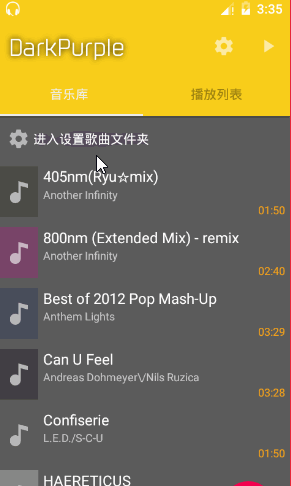 3:35
DarkPurple
音乐库
播放列表
进入设置歌曲文件夹
405nm(Ryu☆mix)
Another Infinity
01:50
800nm (Extended Mix) - remix
Another Infinity
02:40
Best of 2012 Pop Mash-Up
Anthem Lights
03:29
Can U Feel
Andreas Dohmeyer\/Nils Ruzica
03:28
Confiserie
L.E.D./S-C-U
01:50
HAERETICUS